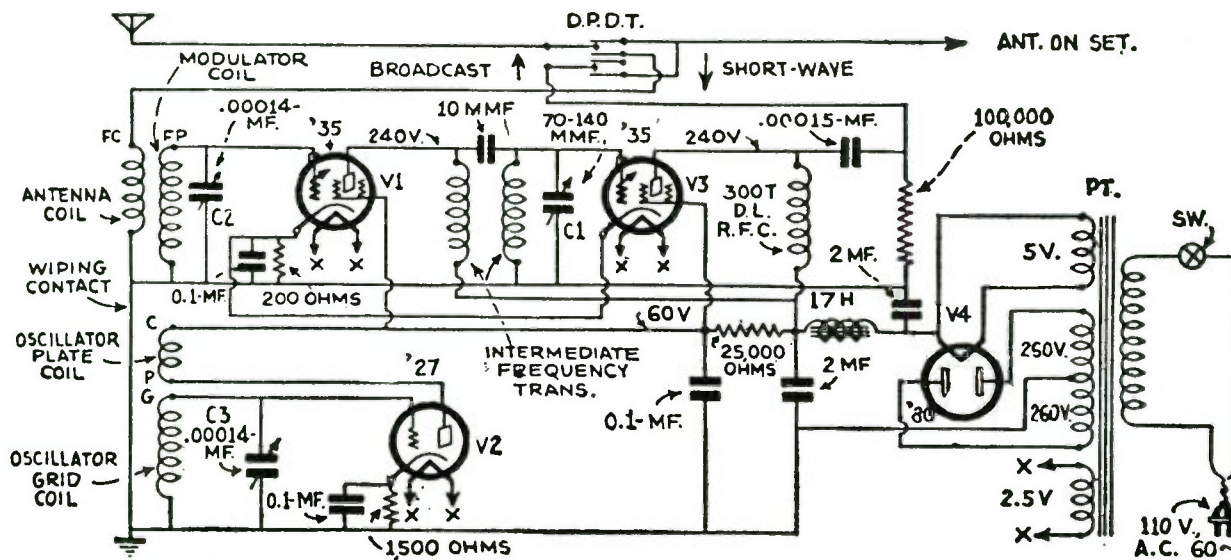 D.P.D.T.
ANT. ON SET.
MODULATOR
COIL
BROADCAST
SHORT-WAVE
.00014-
MF.
10 MMF
70-140
MMF.
.00015-MF.
100,000
OHMS
FC
FP
'35
240V.
'35
240V
PT.
ANTENNA
COIL
C2
V1
C1
V3
300T
D.L.
R.F.C.
SW.
5V.
X X
X X
2 MF.
WIPING
CONTACT
0.1-MF.
200 OHMS
17 H
V4
C
60V
OSCILLATOR
PLATE
COIL
P
'27
INTERMEDIATE
FREQUENCY
TRANS.
25,000
OHMS
2 MF
250V.
G
C3
.00014-
MF.
V2
0.1-MF.
'80
260V.
OSCILLATOR
GRID
COIL
0.1-MF.
X X
X
2.5V
X
1500 OHMS
110 V.,
A.C. 60~